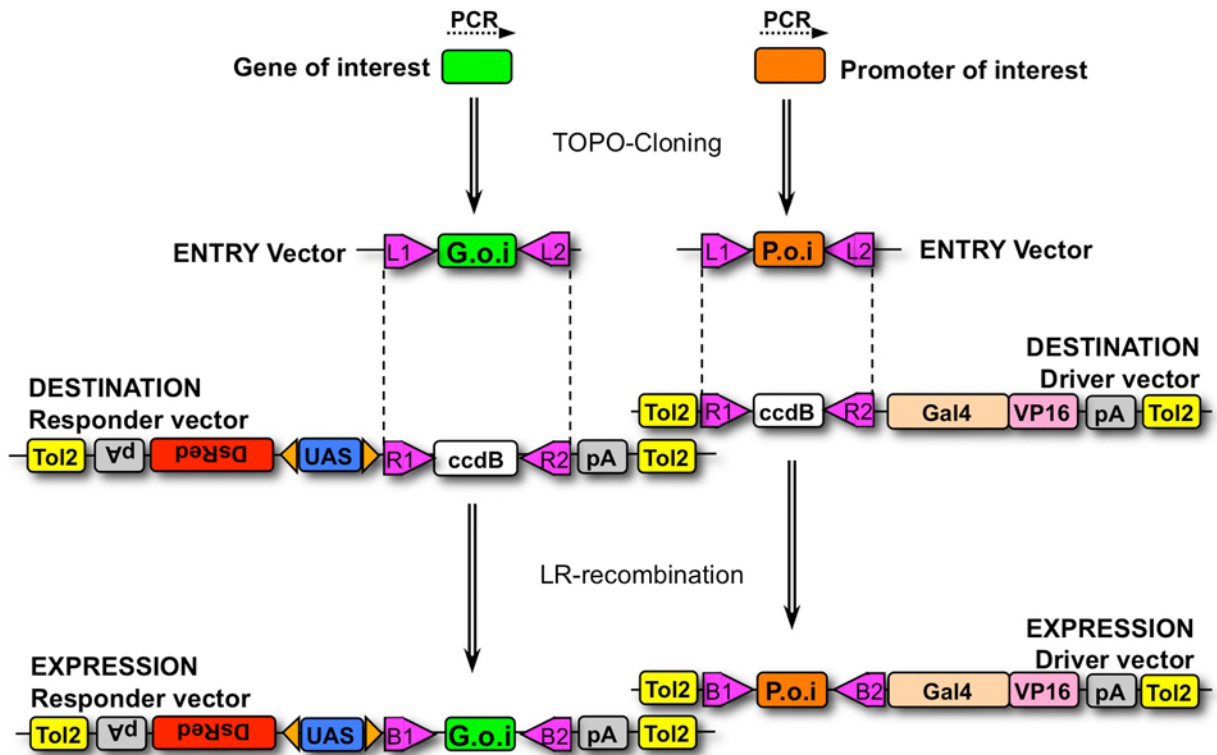 PCR
PCR
Gene of interest
Promoter of interest
TOPO-Cloning
ENTRY Vector
L1 G.o.i L2
L1 P.o.i L2
ENTRY Vector
DESTINATION
Driver vector
Tol2 R1 ccdB R2 Gal4 VP16 pA Tol2
DESTINATION
Responder vector
Tol2 pA DsRed UAS R1 ccdB R2 pA Tol2
LR-recombination
EXPRESSION
Driver vector
Tol2 B1 P.o.i B2 Gal4 VP16 pA Tol2
EXPRESSION
Responder vector
Tol2 pA DsRed UAS B1 G.o.i B2 pA Tol2